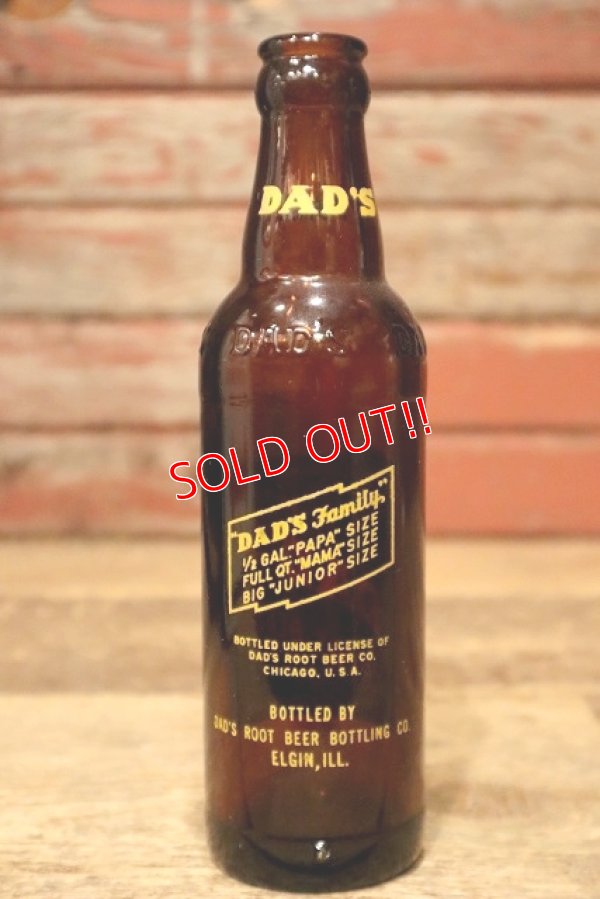 DAD'S
DAD'S
SOLD OUT!!
"DAD'S Family"
1/2 GAL. "PAPA" SIZE
FULL QT. "MAMA" SIZE
BIG "JUNIOR" SIZE
BOTTLED UNDER LICENSE OF
DAD'S ROOT BEER CO.
CHICAGO, U.S.A.
BOTTLED BY
DAD'S ROOT BEER BOTTLING CO.
ELGIN, ILL.